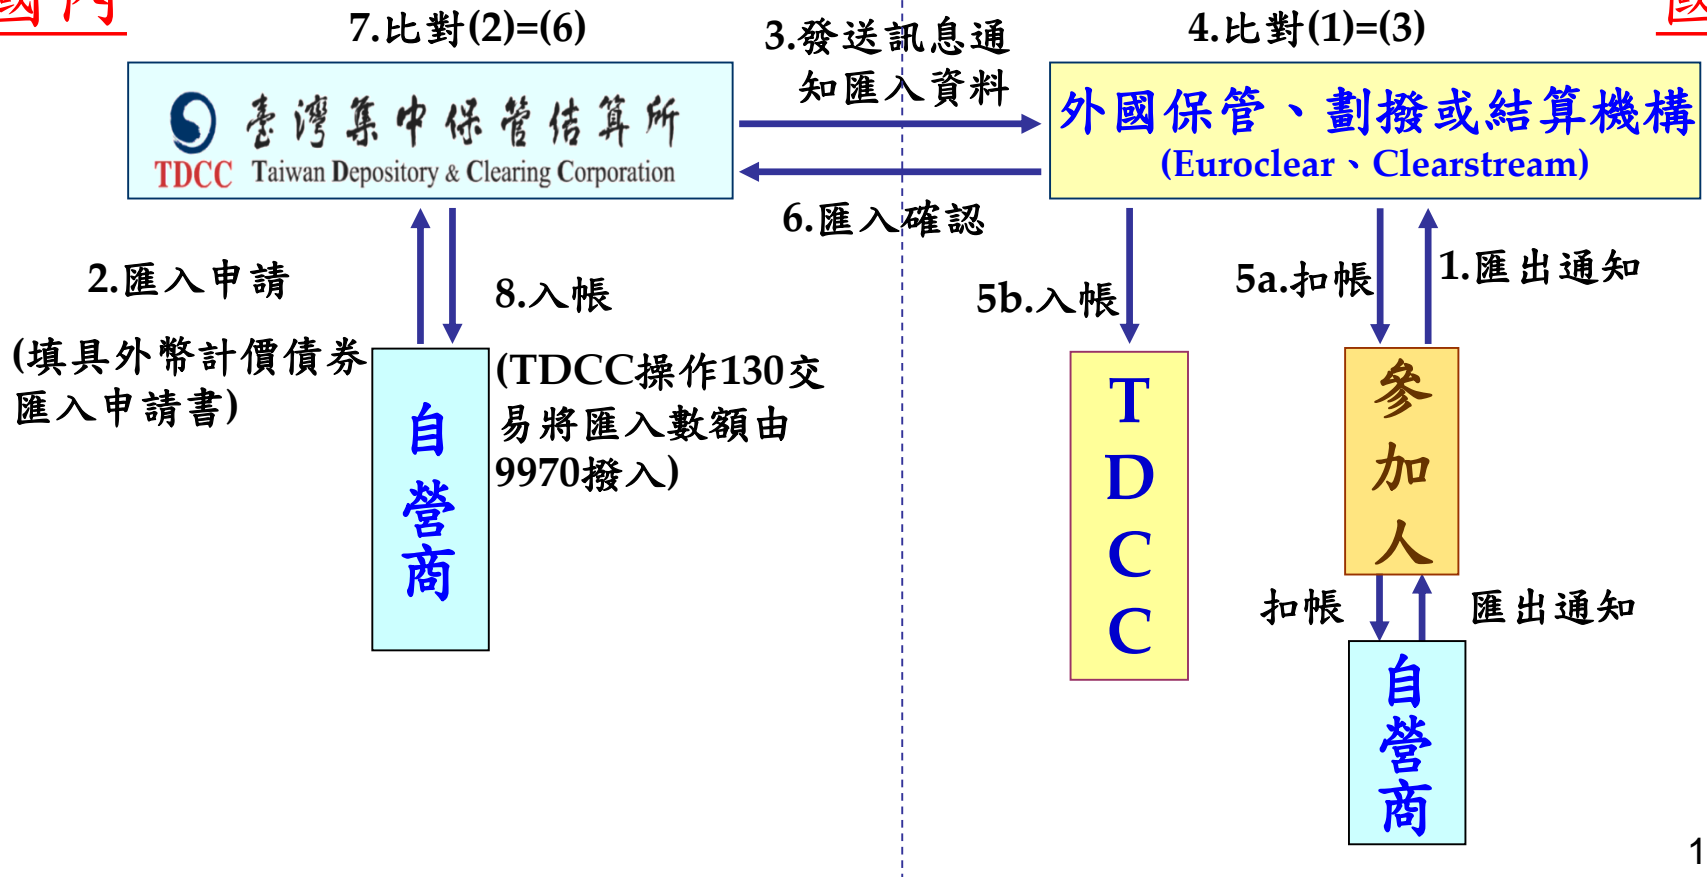 國內
7.比對(2)=(6)
3.發送訊息通
知匯入資料
4.比對(1)=(3)
國
臺灣集中保管結算所
TDCC Taiwan Depository & Clearing Corporation
外國保管、劃撥或結算機構
(Euroclear、Clearstream)
6.匯入確認
2.匯入申請
(填具外幣計價債券
匯入申請書)
8.入帳
(TDCC操作130交
易將匯入數額由
9970撥入)
5b.入帳
5a.扣帳
1.匯出通知
自營商
TDCC
參加人
扣帳
匯出通知
自營商
1